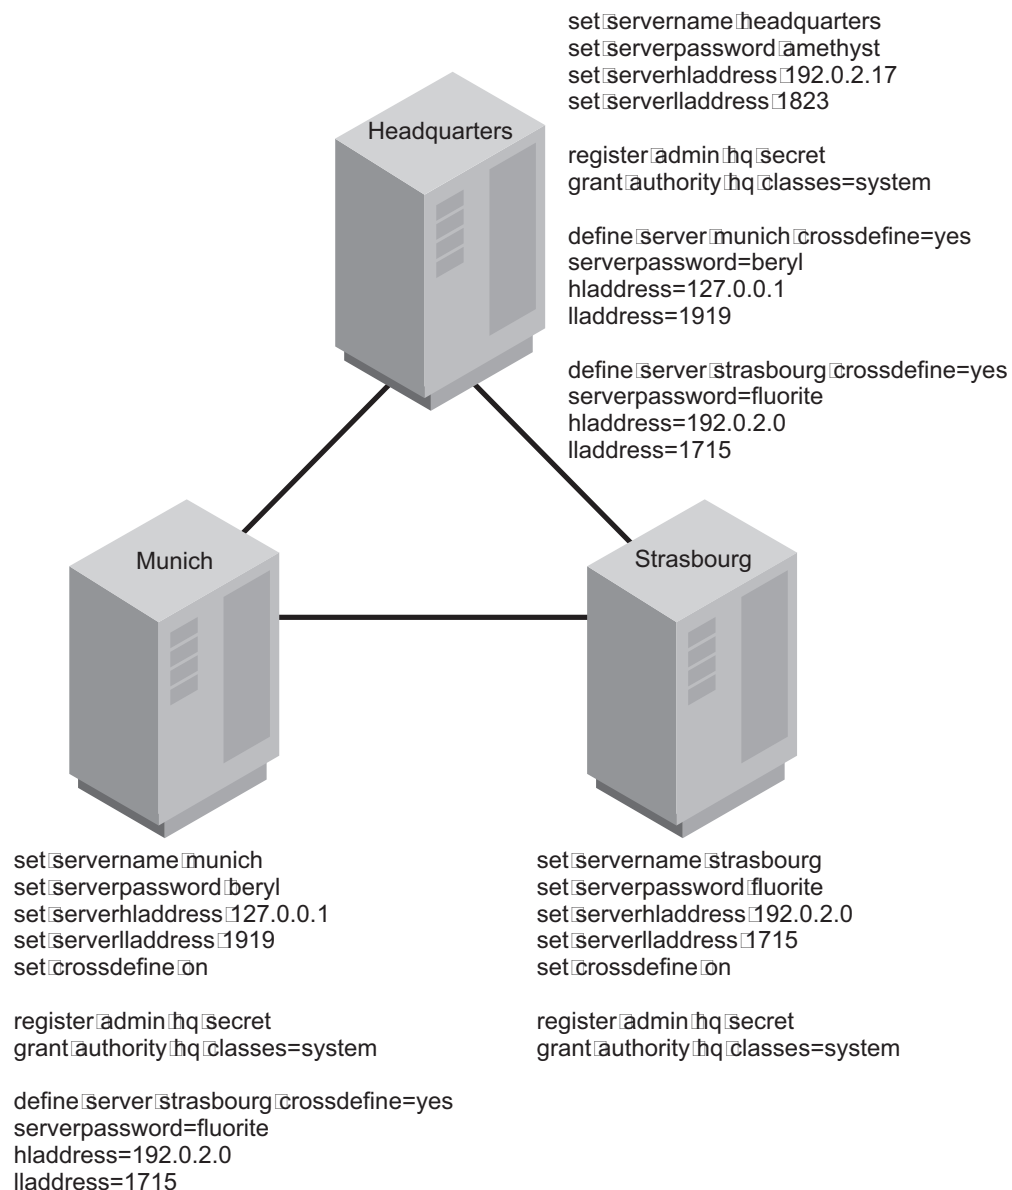 set servername headquarters
set serverpassword amethyst
set serverhladdress 192.0.2.17
set serverlladdress 1823
register admin hq secret
grant authority hq classes=system
define server munich crossdefine=yes
serverpassword=beryl
hladdress=127.0.0.1
lladdress=1919
define server strasbourg crossdefine=yes
serverpassword=fluorite
hladdress=192.0.2.0
lladdress=1715
Headquarters
Munich
Strasbourg
set servername munich
set serverpassword beryl
set serverhladdress 127.0.0.1
set serverlladdress 1919
set crossdefine on
register admin hq secret
grant authority hq classes=system
define server strasbourg crossdefine=yes
serverpassword=fluorite
hladdress=192.0.2.0
lladdress=1715
set servername strasbourg
set serverpassword fluorite
set serverhladdress 192.0.2.0
set serverlladdress 1715
set crossdefine on
register admin hq secret
grant authority hq classes=system